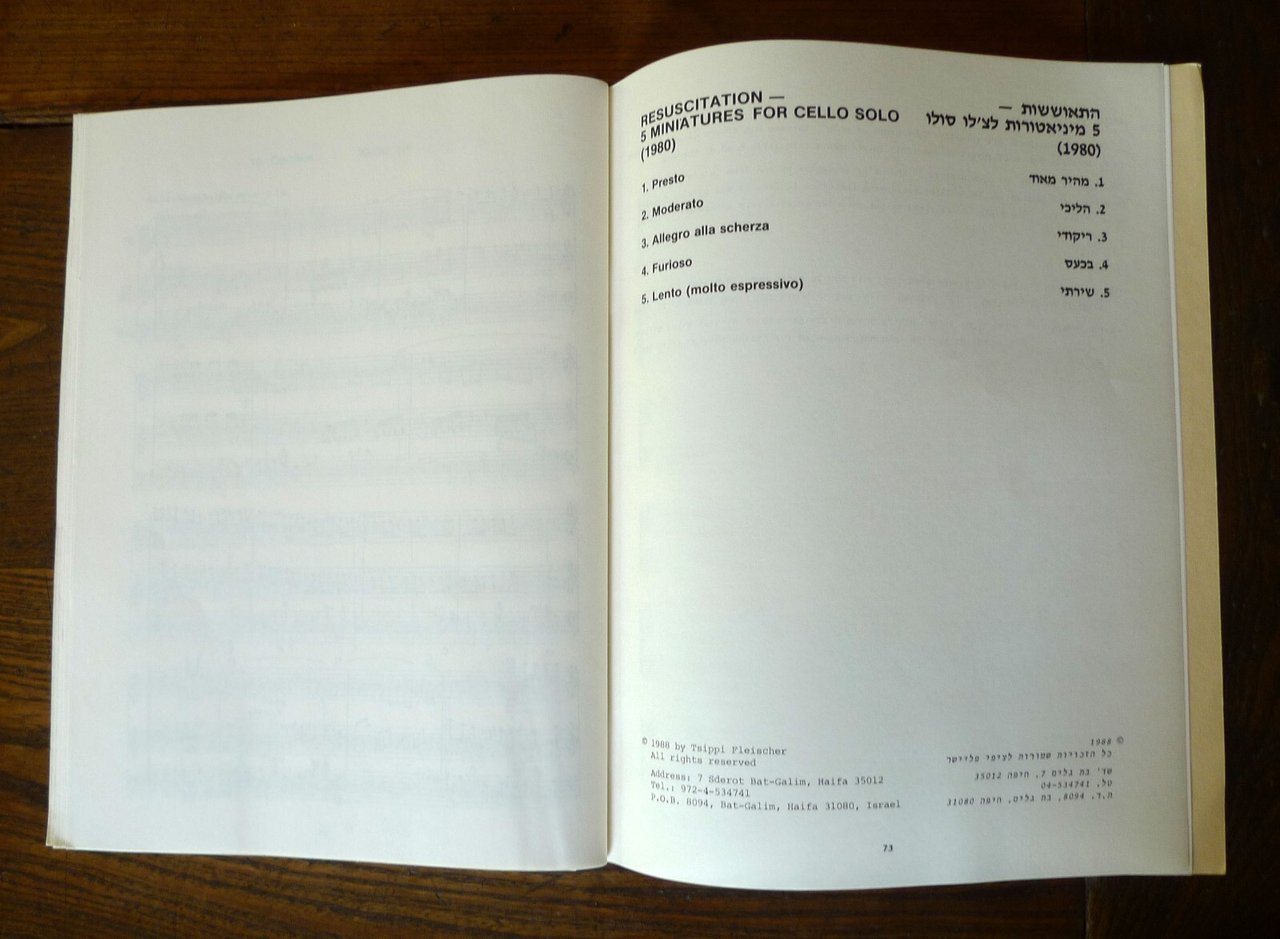 RESUSCITATION —
5 MINIATURES FOR CELLO SOLO
(1980)
1. Presto
2. Moderato
3. Allegro alla scherza
4. Furioso
5. Lento (molto espressivo)
התאוששות —
5 מיניאטורות לצ'לו סולו
(1980)
1. מהיר מאוד
2. הליכי
3. ריקודי
4. בכעס
5. שירתי
© 1988 by Tsippi Fleischer
All rights reserved
Address: 7 Sderot Bat-Galim, Haifa 35012
Tel.: 972-4-534741
P.O.B. 8094, Bat-Galim, Haifa 31080, Israel
© 1988
כל הזכויות שמורות לציפי פליישר
שד' בת גלים 7, חיפה 35012
טל. 04-534741
ת.ד. 8094, בת גלים, חיפה 31080
73